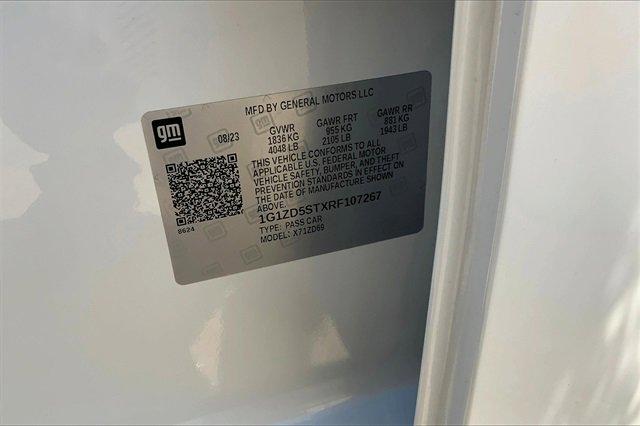 MFD BY GENERAL MOTORS LLC
gm
08/23
GVWR GAWR FRT GAWR RR
1836 KG 955 KG 881 KG
4048 LB 2105 LB 1943 LB
THIS VEHICLE CONFORMS TO ALL
APPLICABLE U.S. FEDERAL MOTOR
VEHICLE SAFETY, BUMPER, AND THEFT
PREVENTION STANDARDS IN EFFECT ON
THE DATE OF MANUFACTURE SHOWN
ABOVE.
1G1ZD5STXRF107267
8624
TYPE: PASS CAR
MODEL: X71ZD69